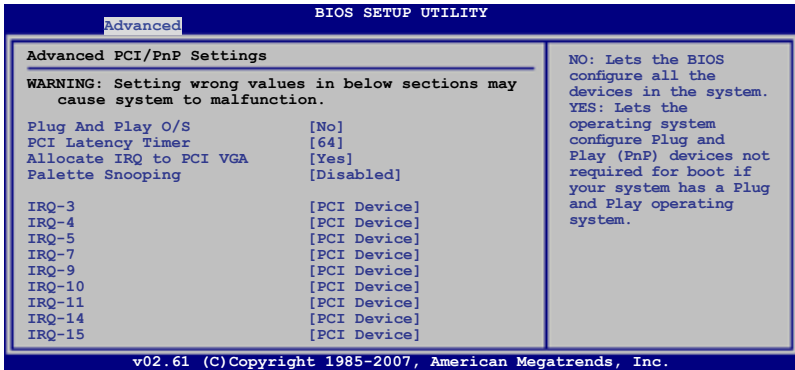 BIOS SETUP UTILITY
Advanced
Advanced PCI/PnP Settings
WARNING: Setting wrong values in below sections may
cause system to malfunction.
Plug And Play O/S [No]
PCI Latency Timer [64]
Allocate IRQ to PCI VGA [Yes]
Palette Snooping [Disabled]
IRQ-3 [PCI Device]
IRQ-4 [PCI Device]
IRQ-5 [PCI Device]
IRQ-7 [PCI Device]
IRQ-9 [PCI Device]
IRQ-10 [PCI Device]
IRQ-11 [PCI Device]
IRQ-14 [PCI Device]
IRQ-15 [PCI Device]
NO: Lets the BIOS
configure all the
devices in the system.
YES: Lets the
operating system
configure Plug and
Play (PnP) devices not
required for boot if
your system has a Plug
and Play operating
system.
v02.61 (C)Copyright 1985-2007, American Megatrends, Inc.